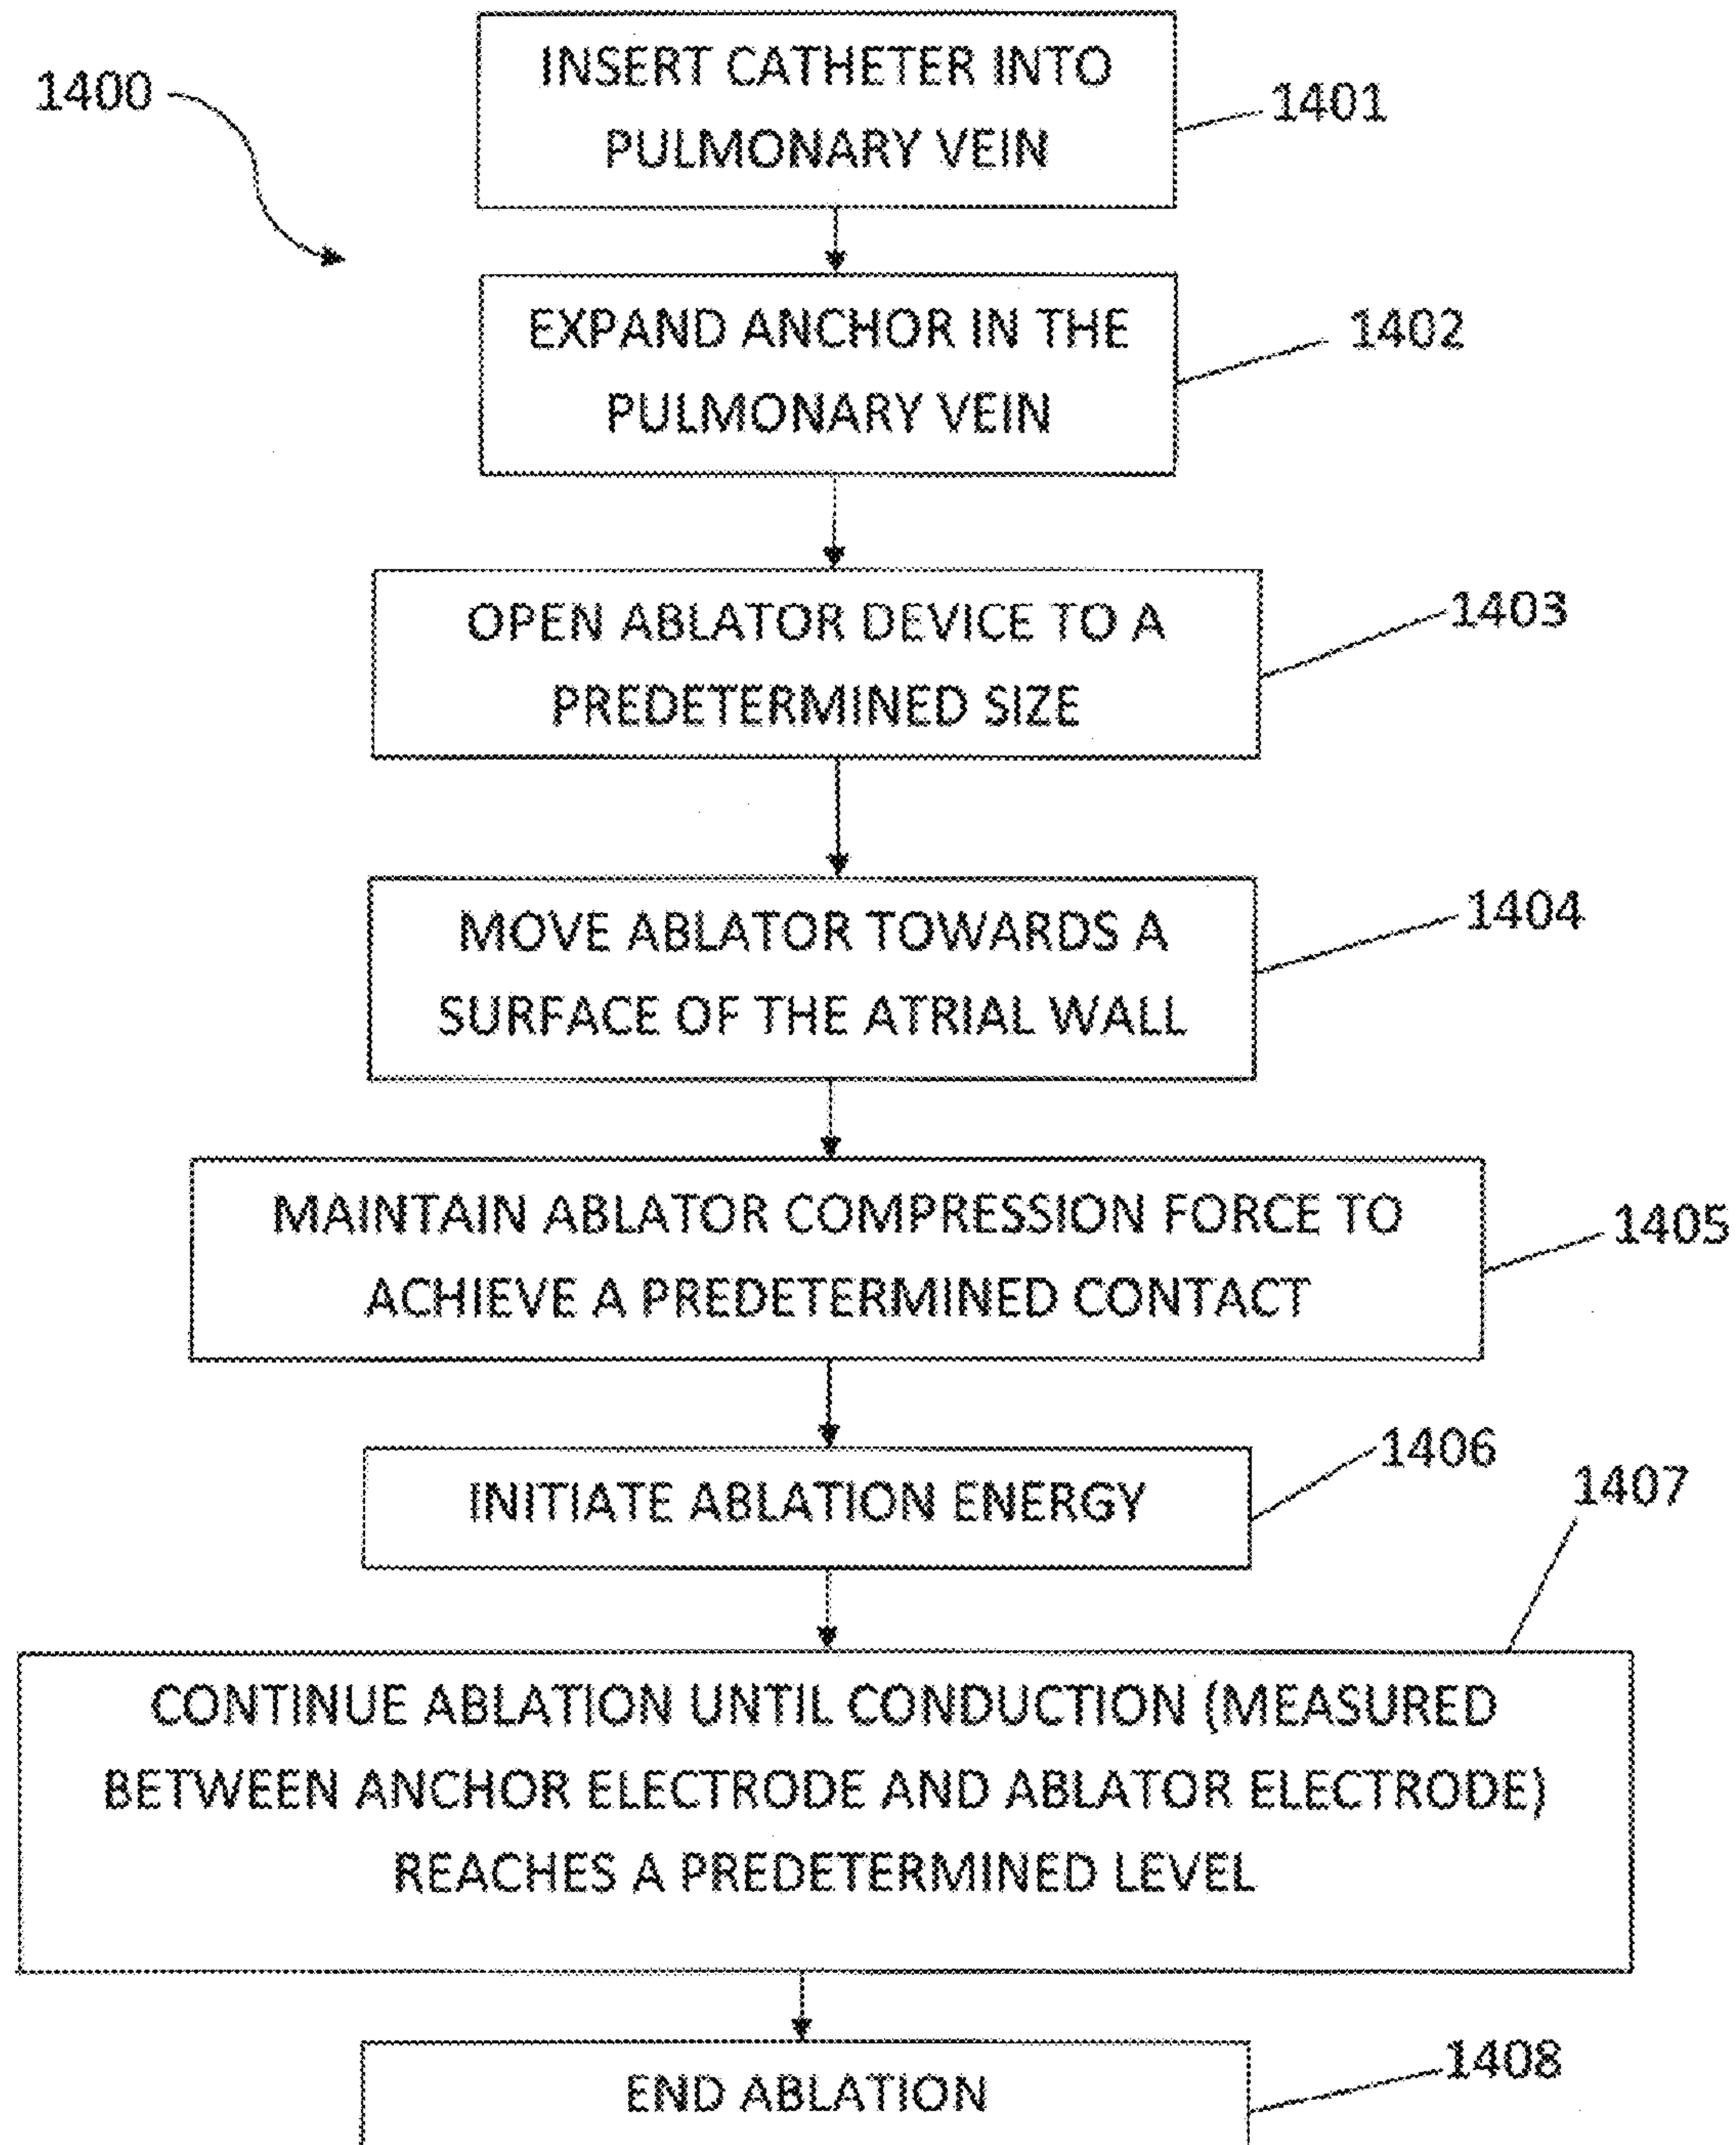 1400
INSERT CATHETER INTO
PULMONARY VEIN
1401
EXPAND ANCHOR IN THE
PULMONARY VEIN
1402
OPEN ABLATOR DEVICE TO A
PREDETERMINED SIZE
1403
MOVE ABLATOR TOWARDS A
SURFACE OF THE ATRIAL WALL
1404
MAINTAIN ABLATOR COMPRESSION FORCE TO
ACHIEVE A PREDETERMINED CONTACT
1405
INITIATE ABLATION ENERGY
1406
1407
CONTINUE ABLATION UNTIL CONDUCTION (MEASURED
BETWEEN ANCHOR ELECTRODE AND ABLATOR ELECTRODE)
REACHES A PREDETERMINED LEVEL
END ABLATION
1408